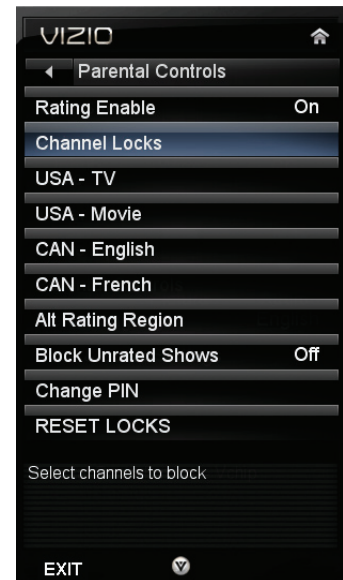 VIZIO
Parental Controls
Rating Enable On
Channel Locks
USA - TV
USA - Movie
CAN - English
CAN - French
Alt Rating Region
Block Unrated Shows Off
Change PIN
RESET LOCKS
Select channels to block
EXIT